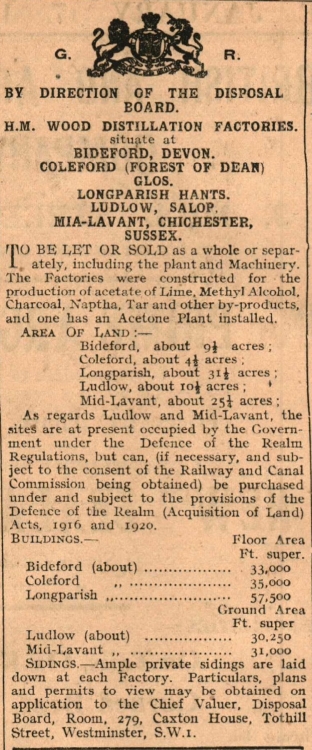 G. R.
BY DIRECTION OF THE DISPOSAL
BOARD.
H.M. WOOD DISTILLATION FACTORIES.
situate at
BIDEFORD, DEVON.
COLEFORD (FOREST OF DEAN)
GLOS.
LONGPARISH HANTS.
LUDLOW, SALOP.
MIA-LAVANT, CHICHESTER,
SUSSEX.
TO BE LET OR SOLD as a whole or separ-
ately, including the plant and Machinery.
The Factories were constructed for the
production of acetate of Lime, Methyl Alcohol,
Charcoal, Naptha, Tar and other by-products,
and one has an Acetone Plant installed.
AREA OF LAND :—
Bideford, about 9½ acres ;
Coleford, about 4½ acres ;
Longparish, about 31½ acres ;
Ludlow, about 10½ acres ;
Mid-Lavant, about 25¼ acres ;
As regards Ludlow and Mid-Lavant, the
sites are at present occupied by the Govern-
ment under the Defence of the Realm
Regulations, but can, (if necessary, and sub-
ject to the consent of the Railway and Canal
Commission being obtained) be purchased
under and subject to the provisions of the
Defence of the Realm (Acquisition of Land)
Acts, 1916 and 1920.
BUILDINGS.— Floor Area
Ft. super.
Bideford (about) .................. 33,000
Coleford ,, .................. 35,000
Longparish ,,...................... 57,500
Ground Area
Ft. super
Ludlow (about) .................. 30,250
Mid-Lavant ,, .................. 31,000
SIDINGS.—Ample private sidings are laid
down at each Factory. Particulars, plans
and permits to view may be obtained on
application to the Chief Valuer, Disposal
Board, Room, 279, Caxton House, Tothill
Street, Westminster, S.W.1.